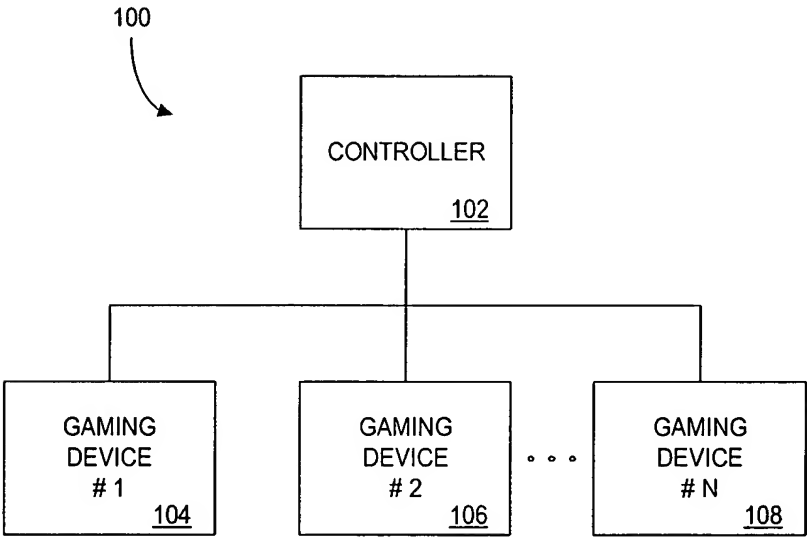 100
CONTROLLER
102
GAMING
DEVICE
# 1
104
GAMING
DEVICE
# 2
106
GAMING
DEVICE
# N
108